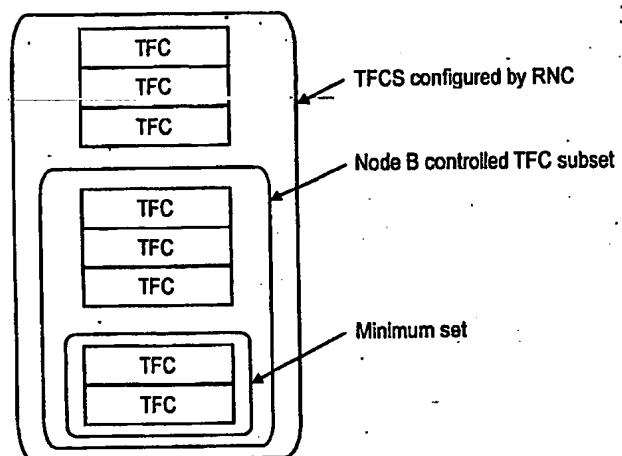 TFC
TFC
TFC
TFCS configured by RNC
Node B controlled TFC subset
TFC
TFC
TFC
Minimum set
TFC
TFC